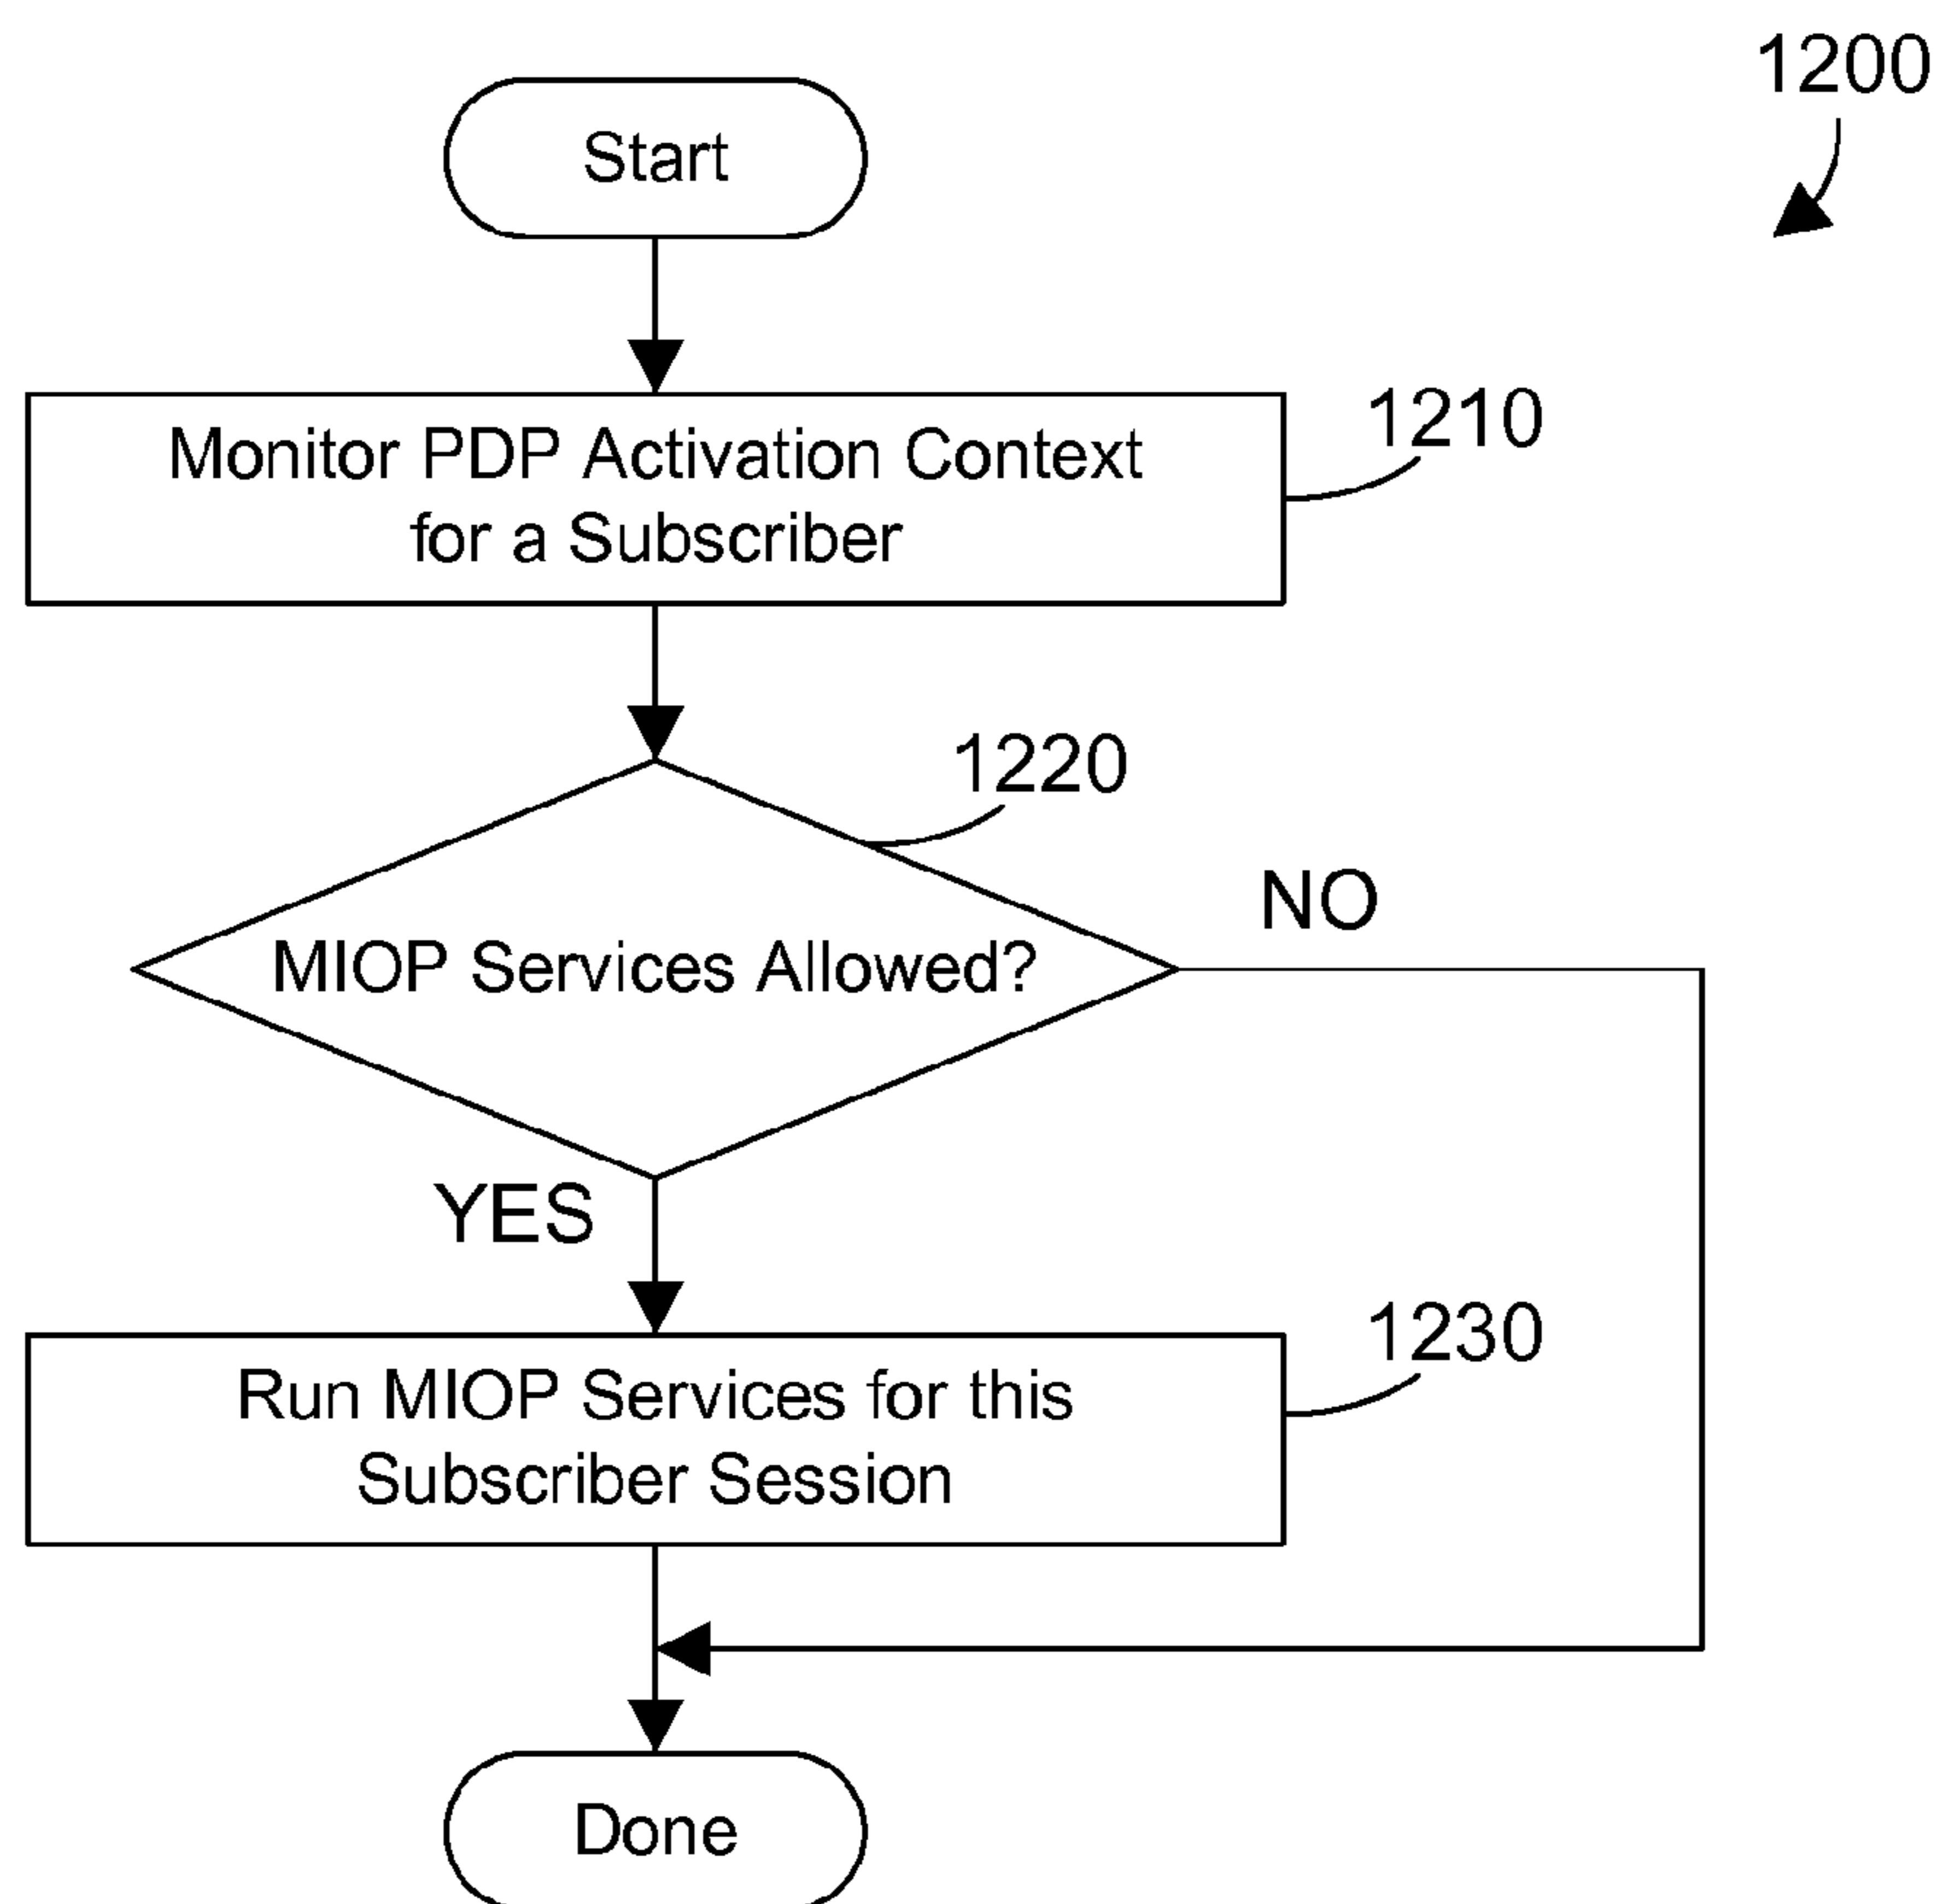 1200
Start
Monitor PDP Activation Context
for a Subscriber
1210
1220
MIOP Services Allowed?
NO
YES
Run MIOP Services for this
Subscriber Session
1230
Done